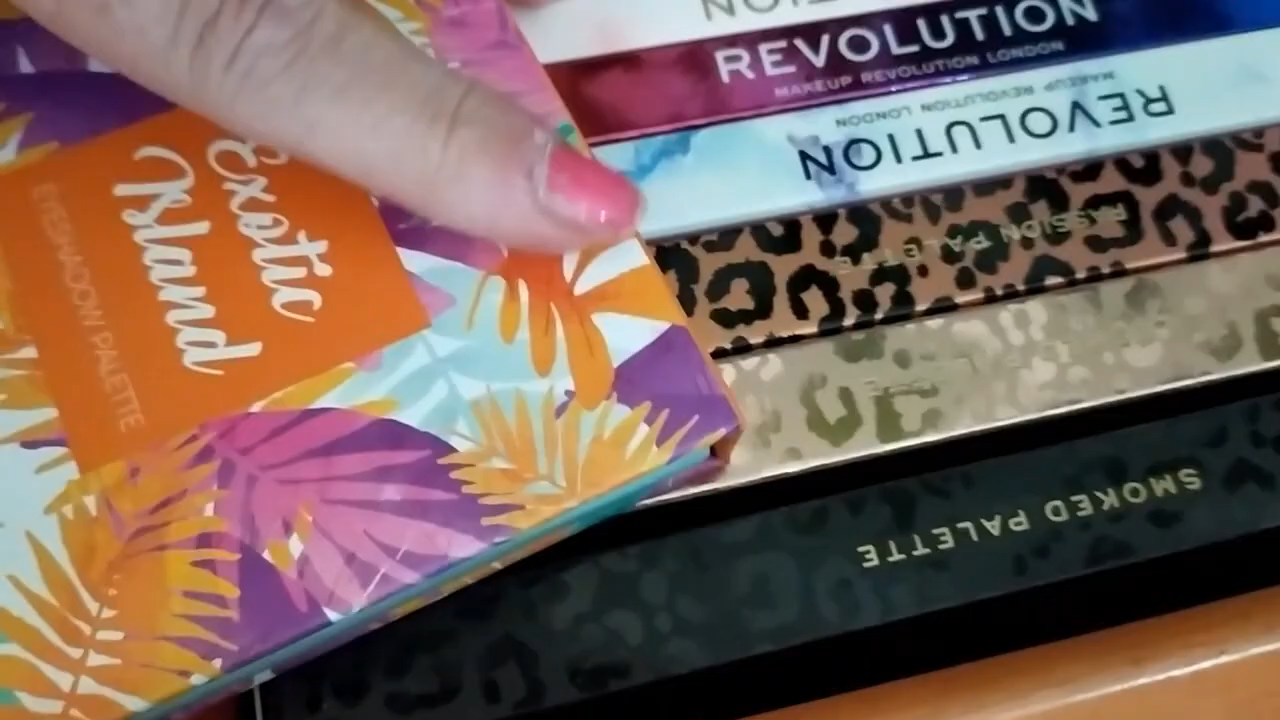 Exotic
Island
EYESHADOW PALETTE
REVOLUTION
MAKEUP REVOLUTION LONDON
REVOLUTION
MAKEUP REVOLUTION LONDON
PASSION PALETTE
SMOKED PALETTE